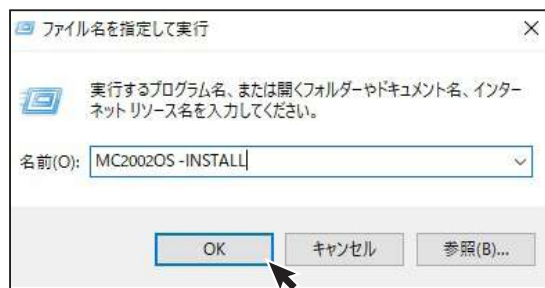 ファイル名を指定して実行
実行するプログラム名、または開くフォルダーやドキュメント名、インター
ネット リソース名を入力してください。
名前(O): MC2002OS -INSTALL
OK キャンセル 参照(B)...